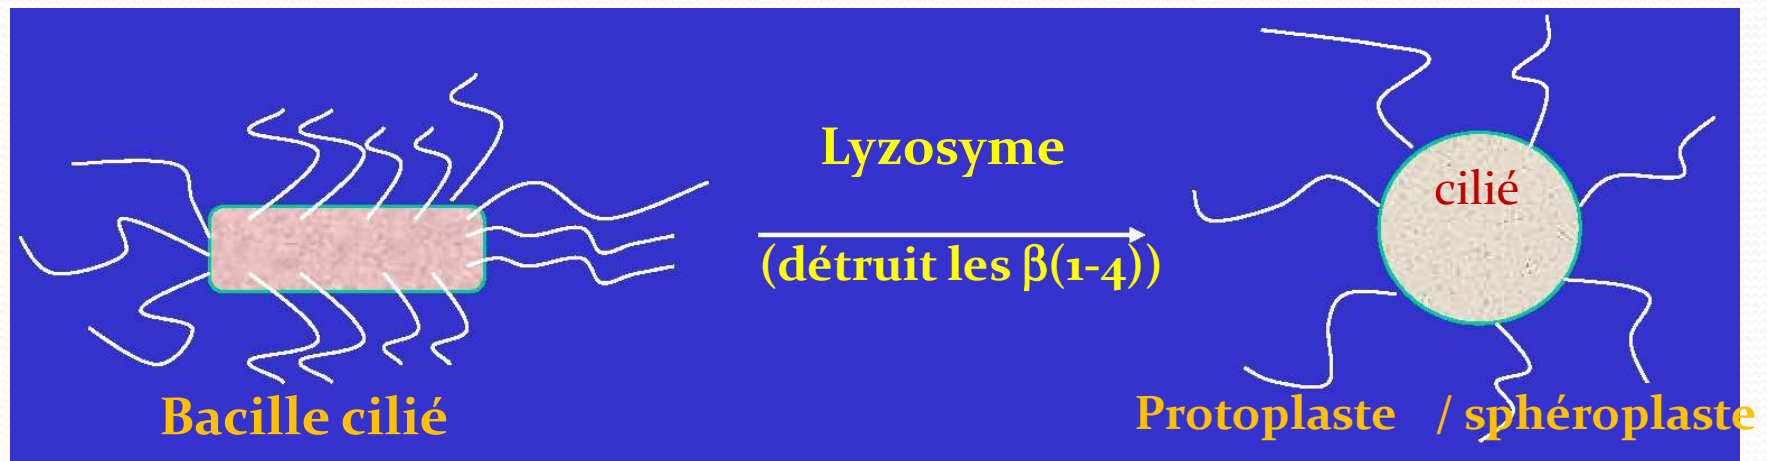 Lyzosyme
cilié
(détruit les β(1-4))
Bacille cilié
Protoplaste / sphéroplaste